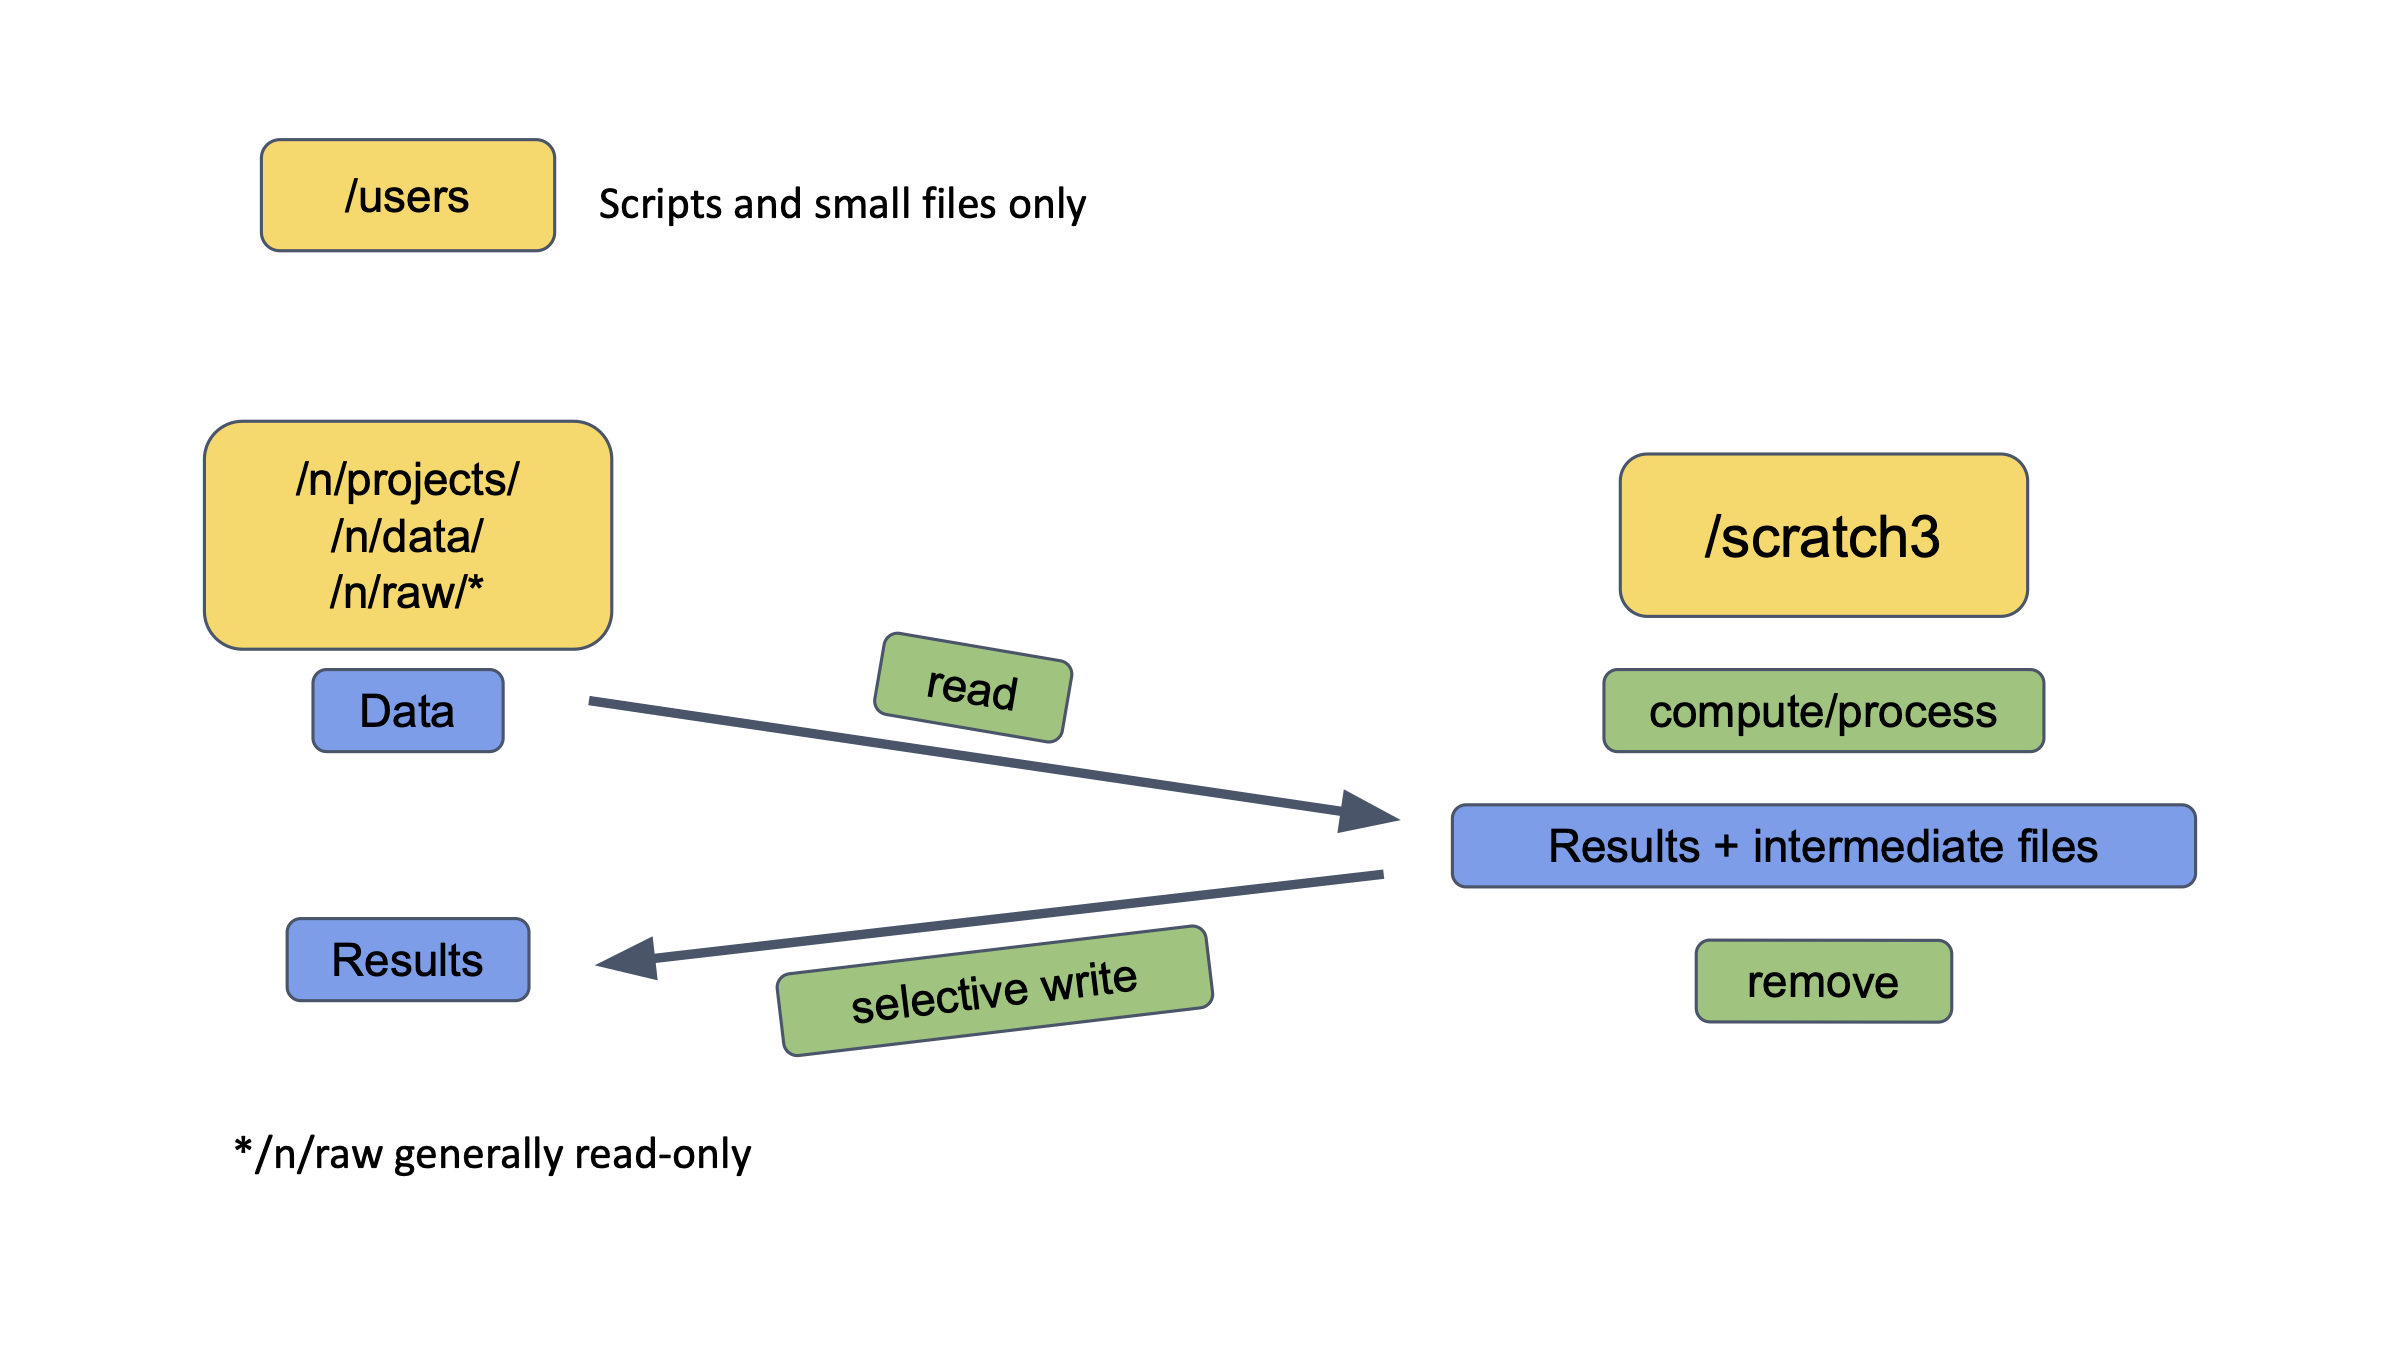 /users
Scripts and small files only
/n/projects/
/n/data/
/n/raw/*
/scratch3
Data
read
compute/process
Results + intermediate files
Results
selective write
remove
*/n/raw generally read-only